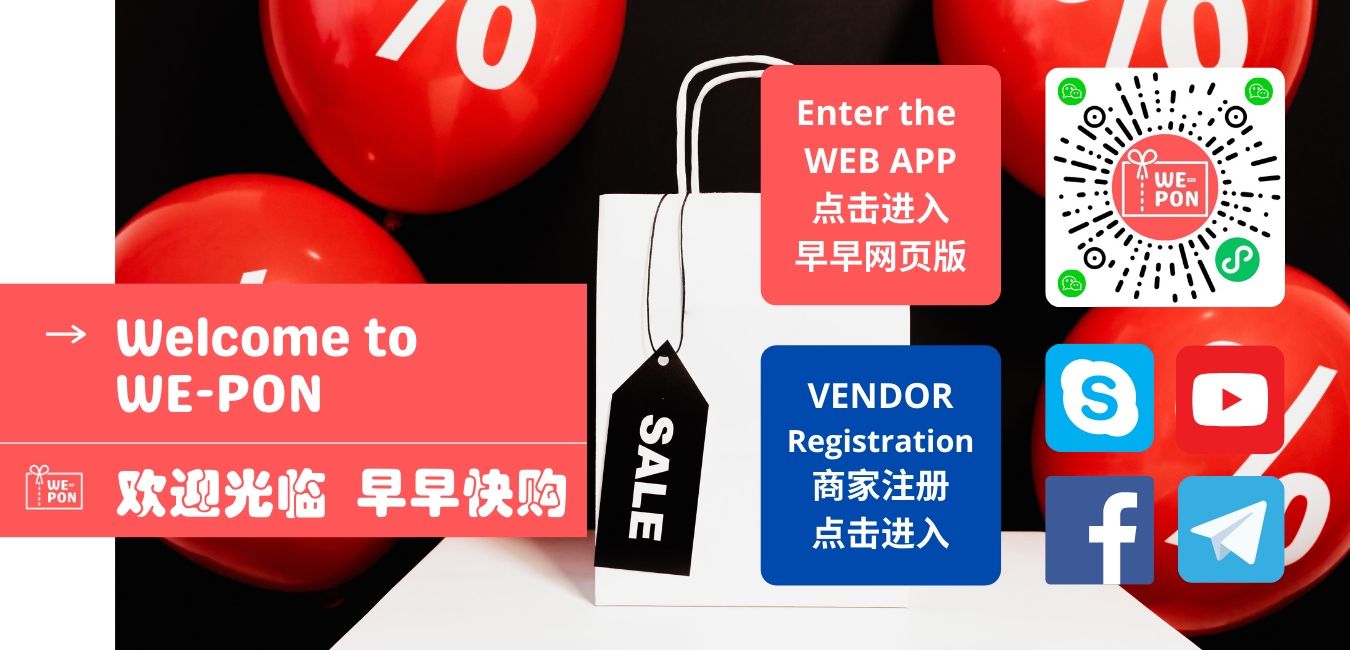 Welcome to
WE-PON
WE-
PON
欢迎光临 早早快购
%
%
SALE
Enter the
WEB APP
点击进入
早早网页版
VENDOR
Registration
商家注册
点击进入
WE-
PON
%